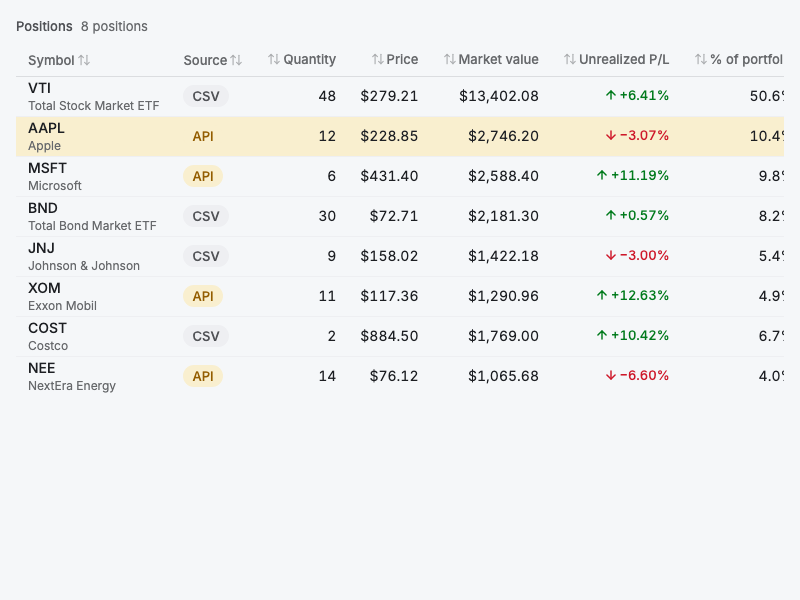 Positions 8 positions
Symbol Source Quantity Price Market value Unrealized P/L % of portfol
VTI
Total Stock Market ETF CSV 48 $279.21 $13,402.08 ↑ +6.41% 50.6%
AAPL
Apple API 12 $228.85 $2,746.20 ↓ −3.07% 10.4%
MSFT
Microsoft API 6 $431.40 $2,588.40 ↑ +11.19% 9.8%
BND
Total Bond Market ETF CSV 30 $72.71 $2,181.30 ↑ +0.57% 8.2%
JNJ
Johnson & Johnson CSV 9 $158.02 $1,422.18 ↓ −3.00% 5.4%
XOM
Exxon Mobil API 11 $117.36 $1,290.96 ↑ +12.63% 4.9%
COST
Costco CSV 2 $884.50 $1,769.00 ↑ +10.42% 6.7%
NEE
NextEra Energy API 14 $76.12 $1,065.68 ↓ −6.60% 4.0%